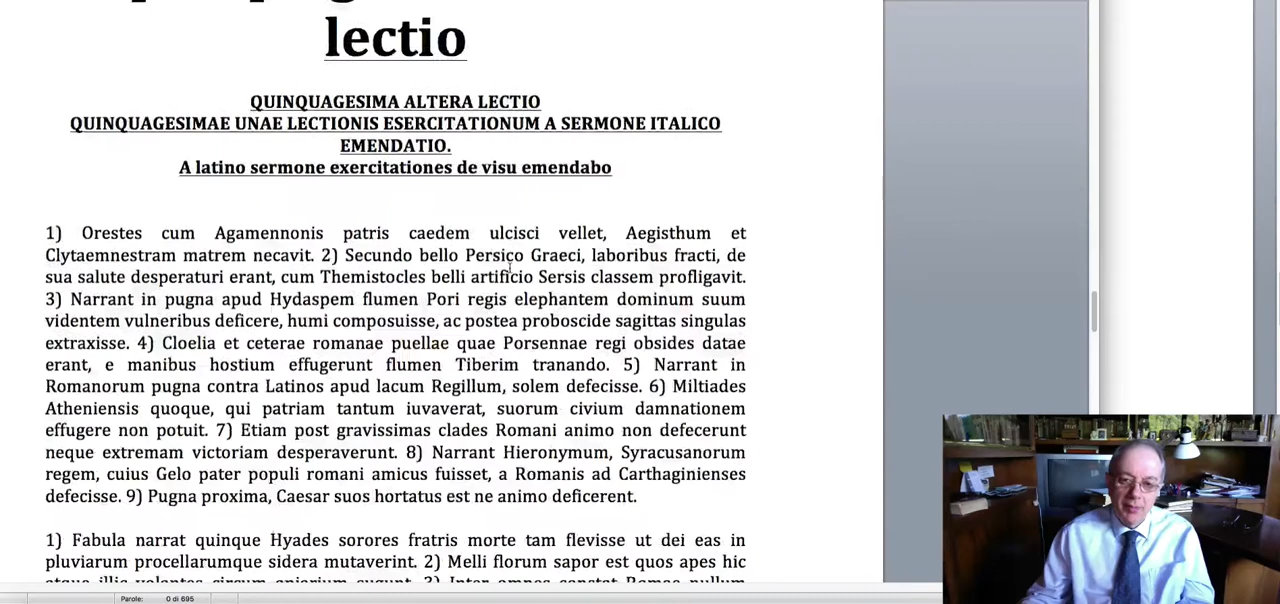 lectio
QUINQUAGESIMA ALTERA LECTIO
QUINQUAGESIMAE UNAE LECTIONIS ESERCITATIONUM A SERMONE ITALICO
EMENDATIO.
A latino sermone exercitationes de visu emendabo
1) Orestes cum Agamennonis patris caedem ulcisci vellet, Aegisthum et
Clytaemnestram matrem necavit. 2) Secundo bello Persico Graeci, laboribus fracti, de
sua salute desperaturi erant, cum Themistocles belli artificio Sersis classem profligavit.
3) Narrant in pugna apud Hydaspem flumen Pori regis elephantem dominum suum
videntem vulneribus deficere, humi composuisse, ac postea proboscide sagittas singulas
extraxisse. 4) Cloelia et ceterae romanae puellae quae Porsennae regi obsides datae
erant, e manibus hostium effugerunt flumen Tiberim tranando. 5) Narrant in
Romanorum pugna contra Latinos apud lacum Regillum, solem defecisse. 6) Miltiades
Atheniensis quoque, qui patriam tantum iuvaverat, suorum civium damnationem
effugere non potuit. 7) Etiam post gravissimas clades Romani animo non defecerunt
neque extremam victoriam desperaverunt. 8) Narrant Hieronymum, Syracusanorum
regem, cuius Gelo pater populi romani amicus fuisset, a Romanis ad Carthaginienses
defecisse. 9) Pugna proxima, Caesar suos hortatus est ne animo deficerent.
1) Fabula narrat quinque Hyades sorores fratris morte tam flevisse ut dei eas in
pluviarum procellarumque sidera mutaverint. 2) Melli florum sapor est quos apes hic
Parole: 0 di 695